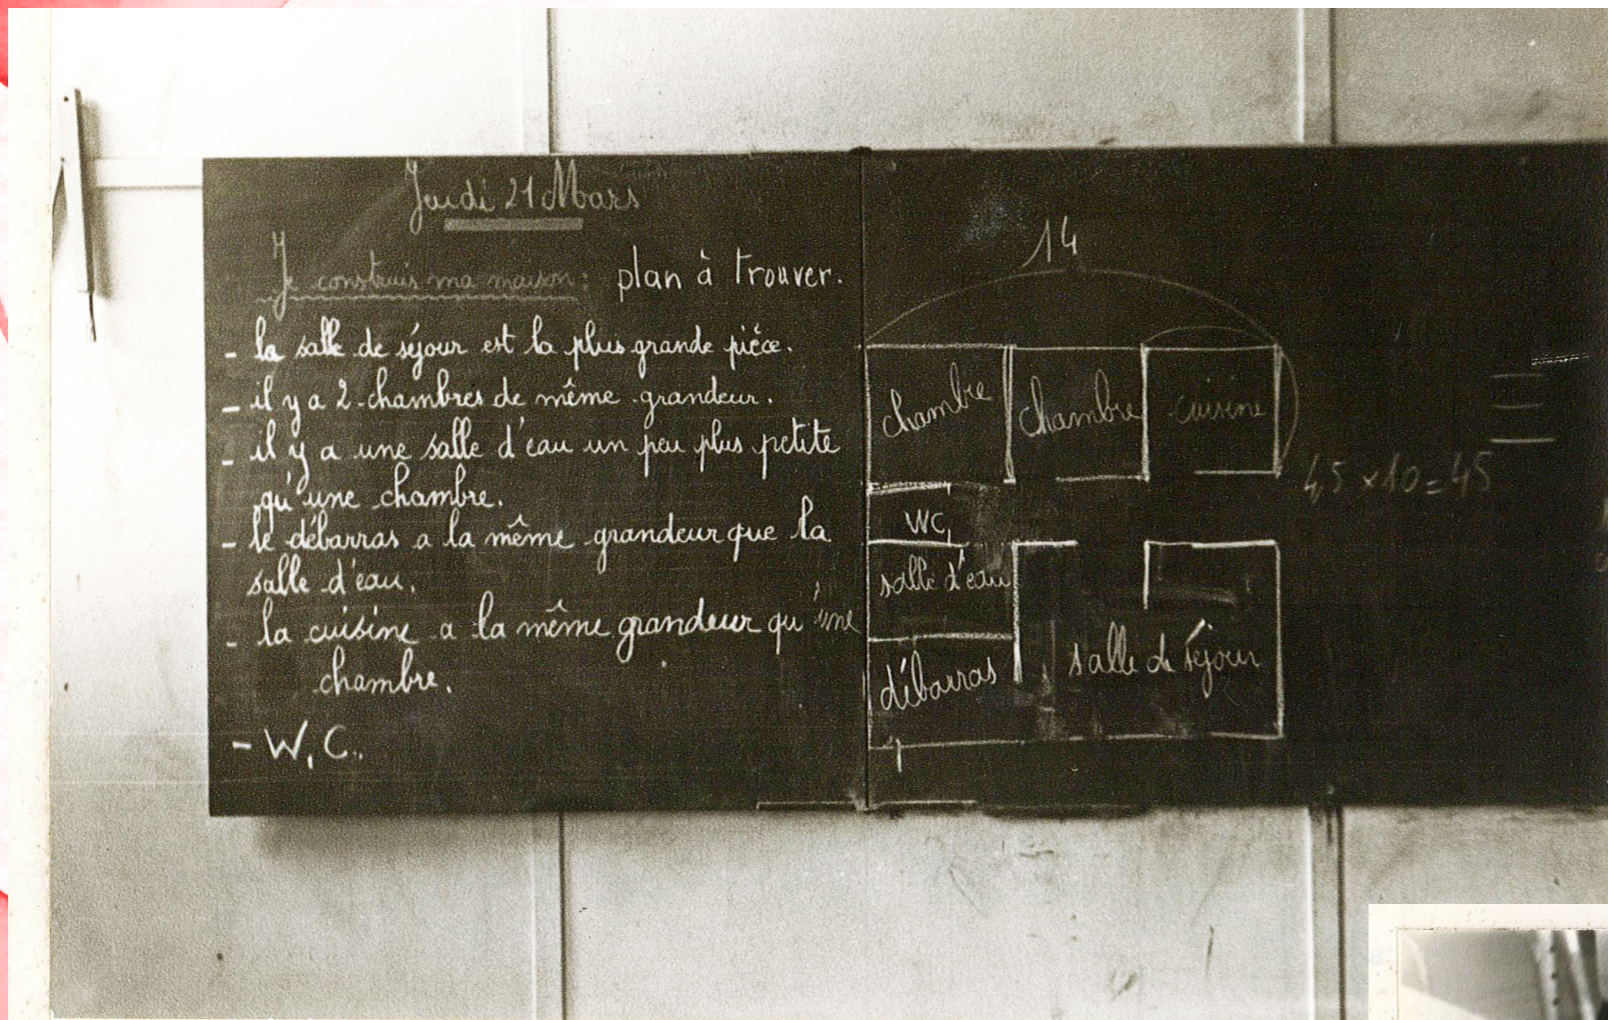 Jeudi 21 Mars
Je construis ma maison : plan à trouver.
- la salle de séjour est la plus grande pièce.
- il y a 2 chambres de même grandeur.
- il y a une salle d'eau un peu plus petite
qu'une chambre.
- le débarras a la même grandeur que la
salle d'eau.
- la cuisine a la même grandeur qu'une
chambre.
- W.C.
14
chambre
chambre
cuisine
4,5 x 10 = 45
WC
salle d'eau
débarras
salle de séjour